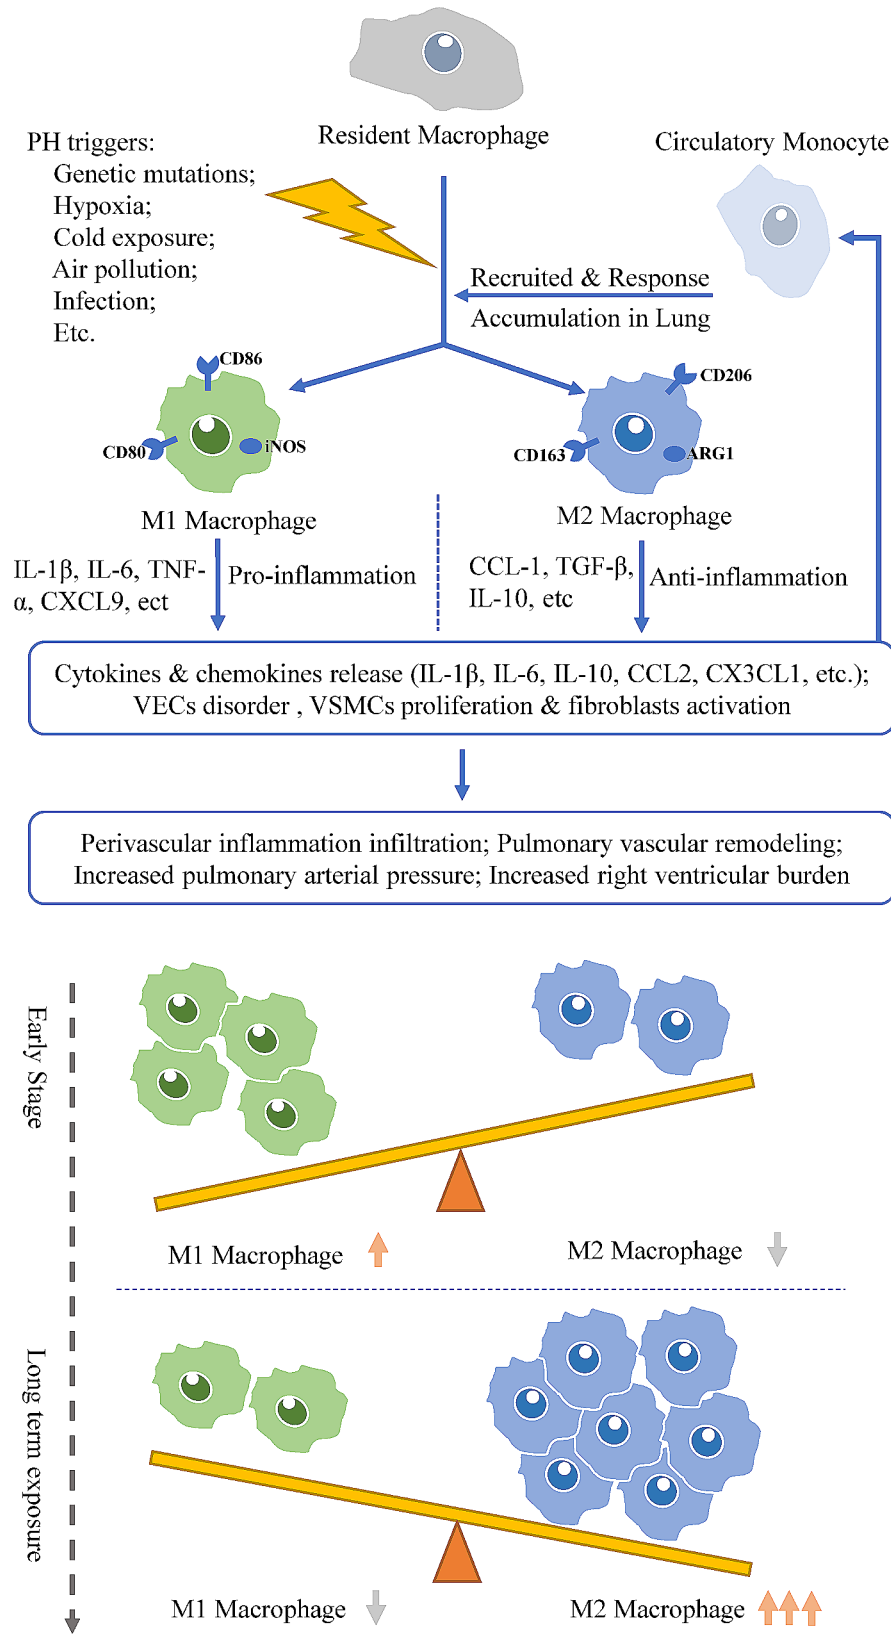 Resident Macrophage
Circulatory Monocyte
PH triggers:
Genetic mutations;
Hypoxia;
Cold exposure;
Air pollution;
Infection;
Etc.
Recruited & Response
Accumulation in Lung
CD86
CD80
iNOS
CD206
CD163
ARG1
M1 Macrophage
M2 Macrophage
IL-1β, IL-6, TNF-
α, CXCL9, ect
Pro-inflammation
CCL-1, TGF-β,
IL-10, etc
Anti-inflammation
Cytokines & chemokines release (IL-1β, IL-6, IL-10, CCL2, CX3CL1, etc.);
VECs disorder , VSMCs proliferation & fibroblasts activation
Perivascular inflammation infiltration; Pulmonary vascular remodeling;
Increased pulmonary arterial pressure; Increased right ventricular burden
Early Stage
M1 Macrophage
M2 Macrophage
Long term exposure
M1 Macrophage
M2 Macrophage